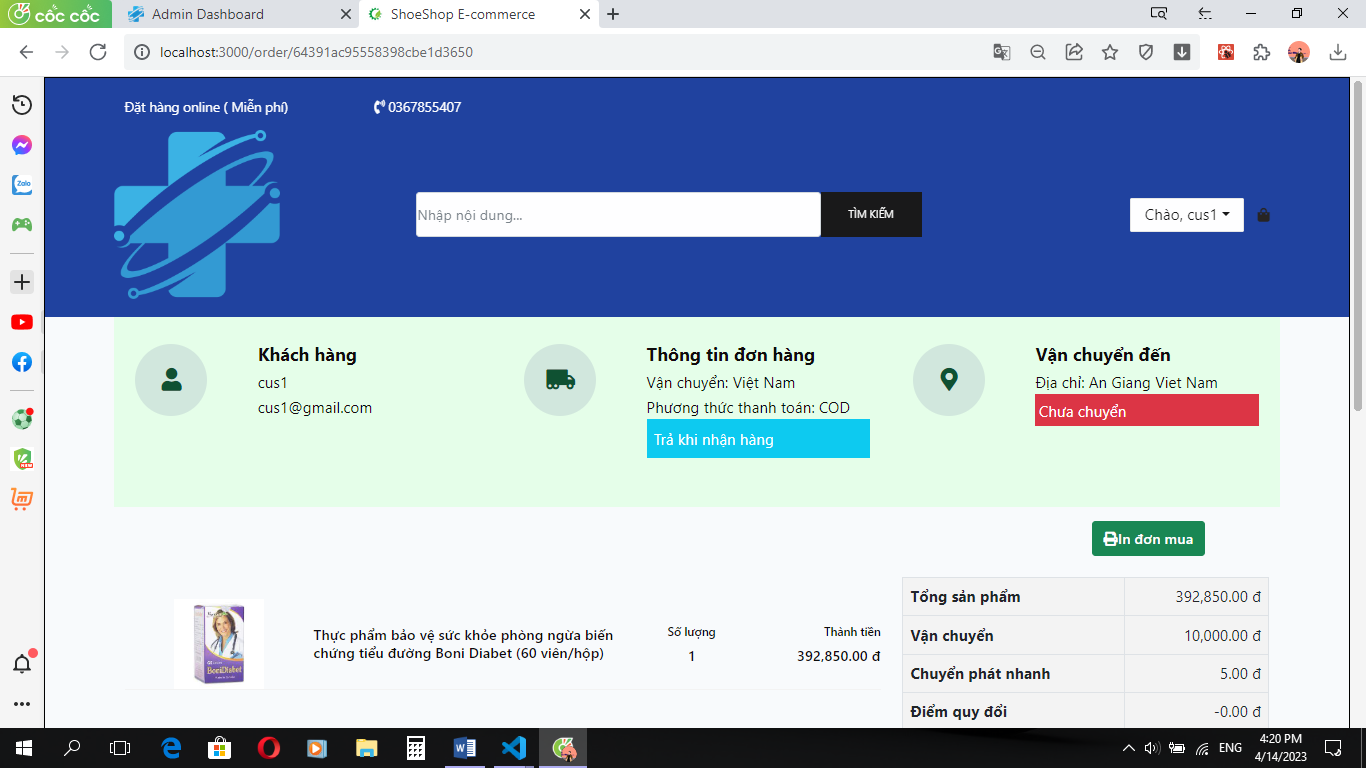 cốc cốc
Admin Dashboard
ShoeShop E-commerce
localhost:3000/order/64391ac95558398cbe1d3650
Đặt hàng online ( Miễn phí)
0367855407
Zalo
Nhập nội dung...
TÌM KIẾM
Chào, cus1
Khách hàng
cus1
cus1@gmail.com
Thông tin đơn hàng
Vận chuyển: Việt Nam
Phương thức thanh toán: COD
Trả khi nhận hàng
Vận chuyển đến
Địa chỉ: An Giang Viet Nam
Chưa chuyển
In đơn mua
BoniDiabet
Thực phẩm bảo vệ sức khỏe phòng ngừa biến
chứng tiểu đường Boni Diabet (60 viên/hộp)
Số lượng
1
Thành tiền
392,850.00 đ
Tổng sản phẩm 392,850.00 đ
Vận chuyển 10,000.00 đ
Chuyển phát nhanh 5.00 đ
Điểm quy đổi -0.00 đ
ENG
4:20 PM
4/14/2023